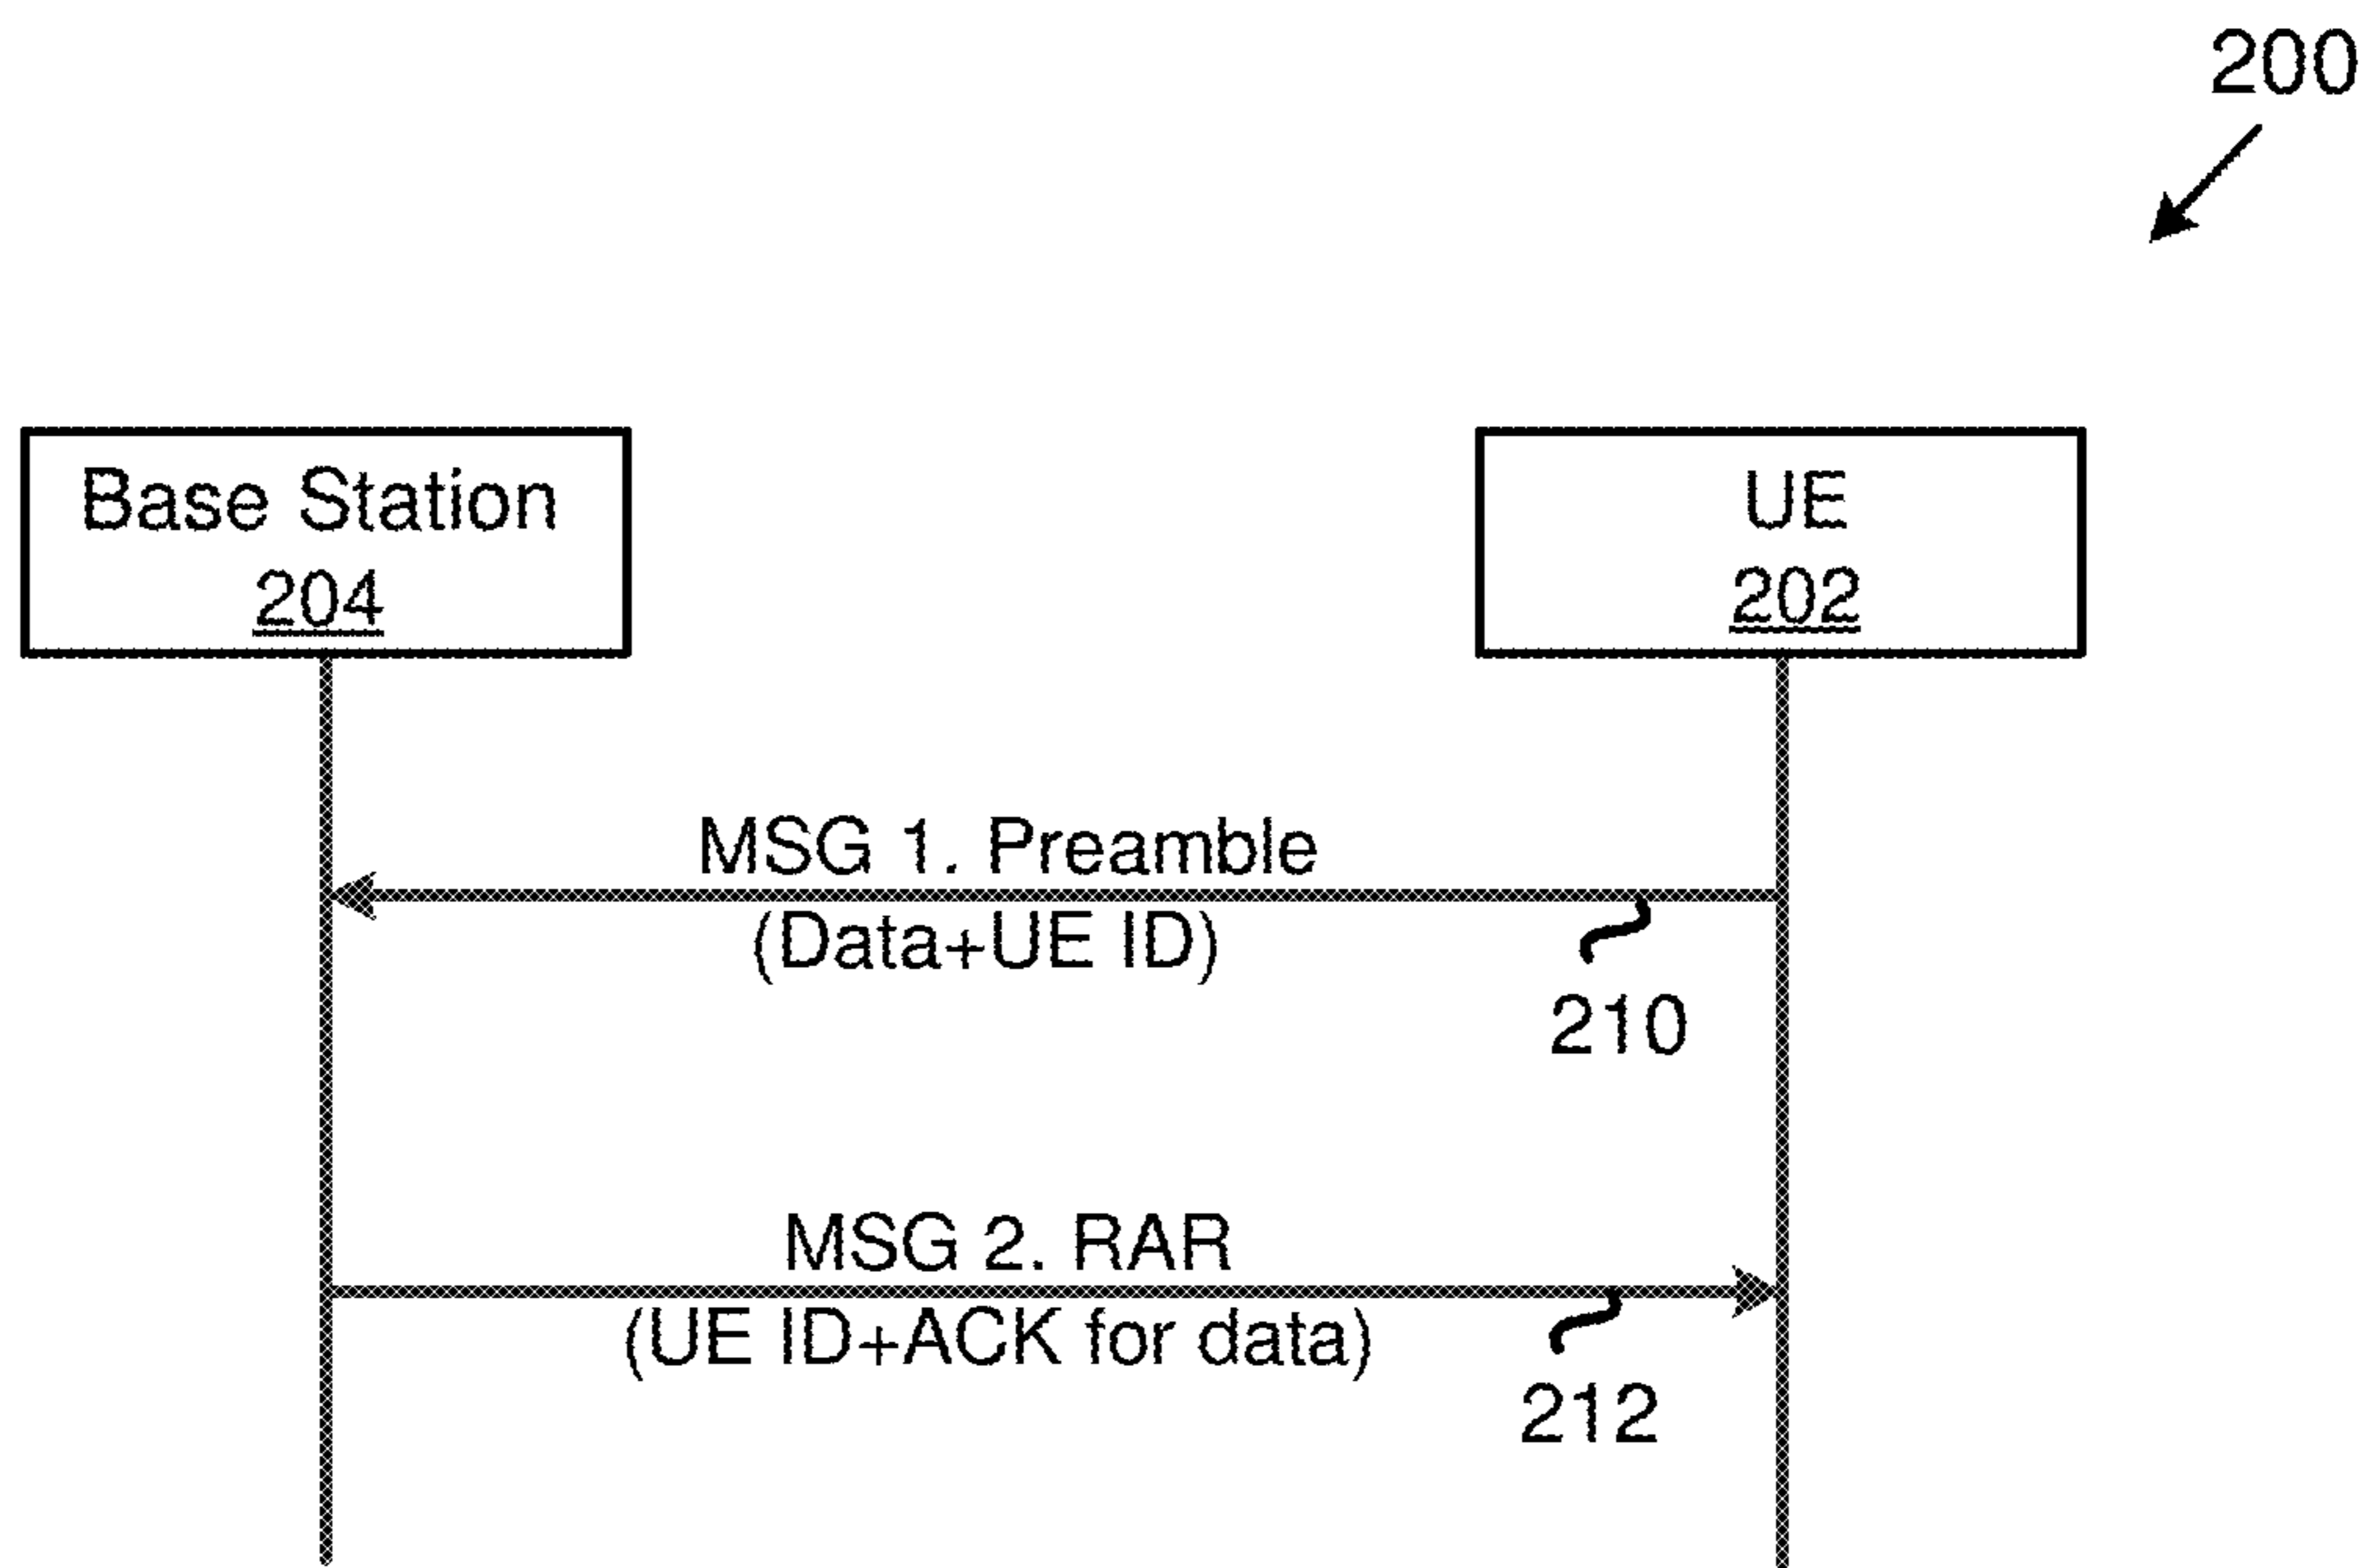 200
Base Station
204
UE
202
MSG 1. Preamble
(Data+UE ID)
210
MSG 2. RAR
(UE ID+ACK for data)
212